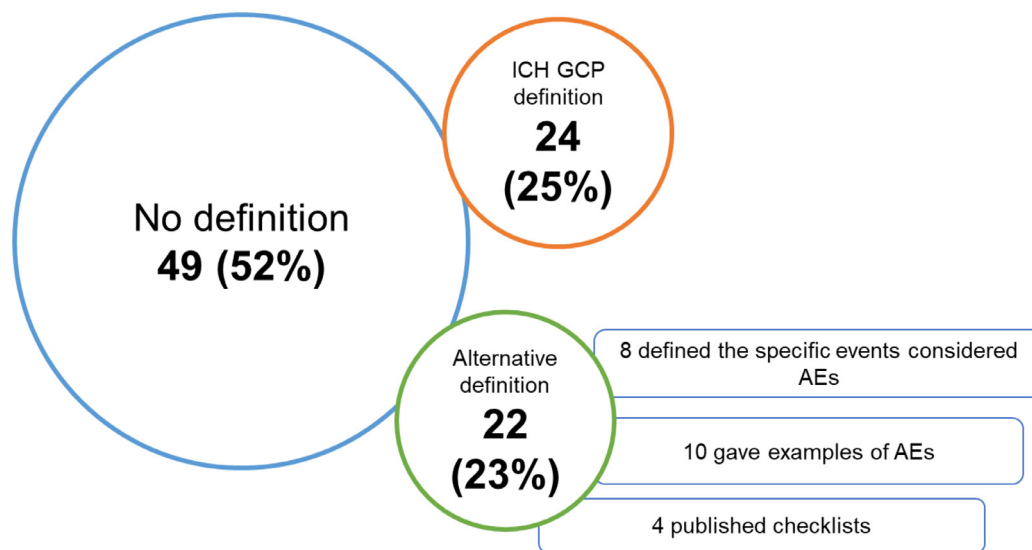 No definition
49 (52%)
ICH GCP
definition
24
(25%)
Alternative
definition
22
(23%)
8 defined the specific events considered
AEs
10 gave examples of AEs
4 published checklists